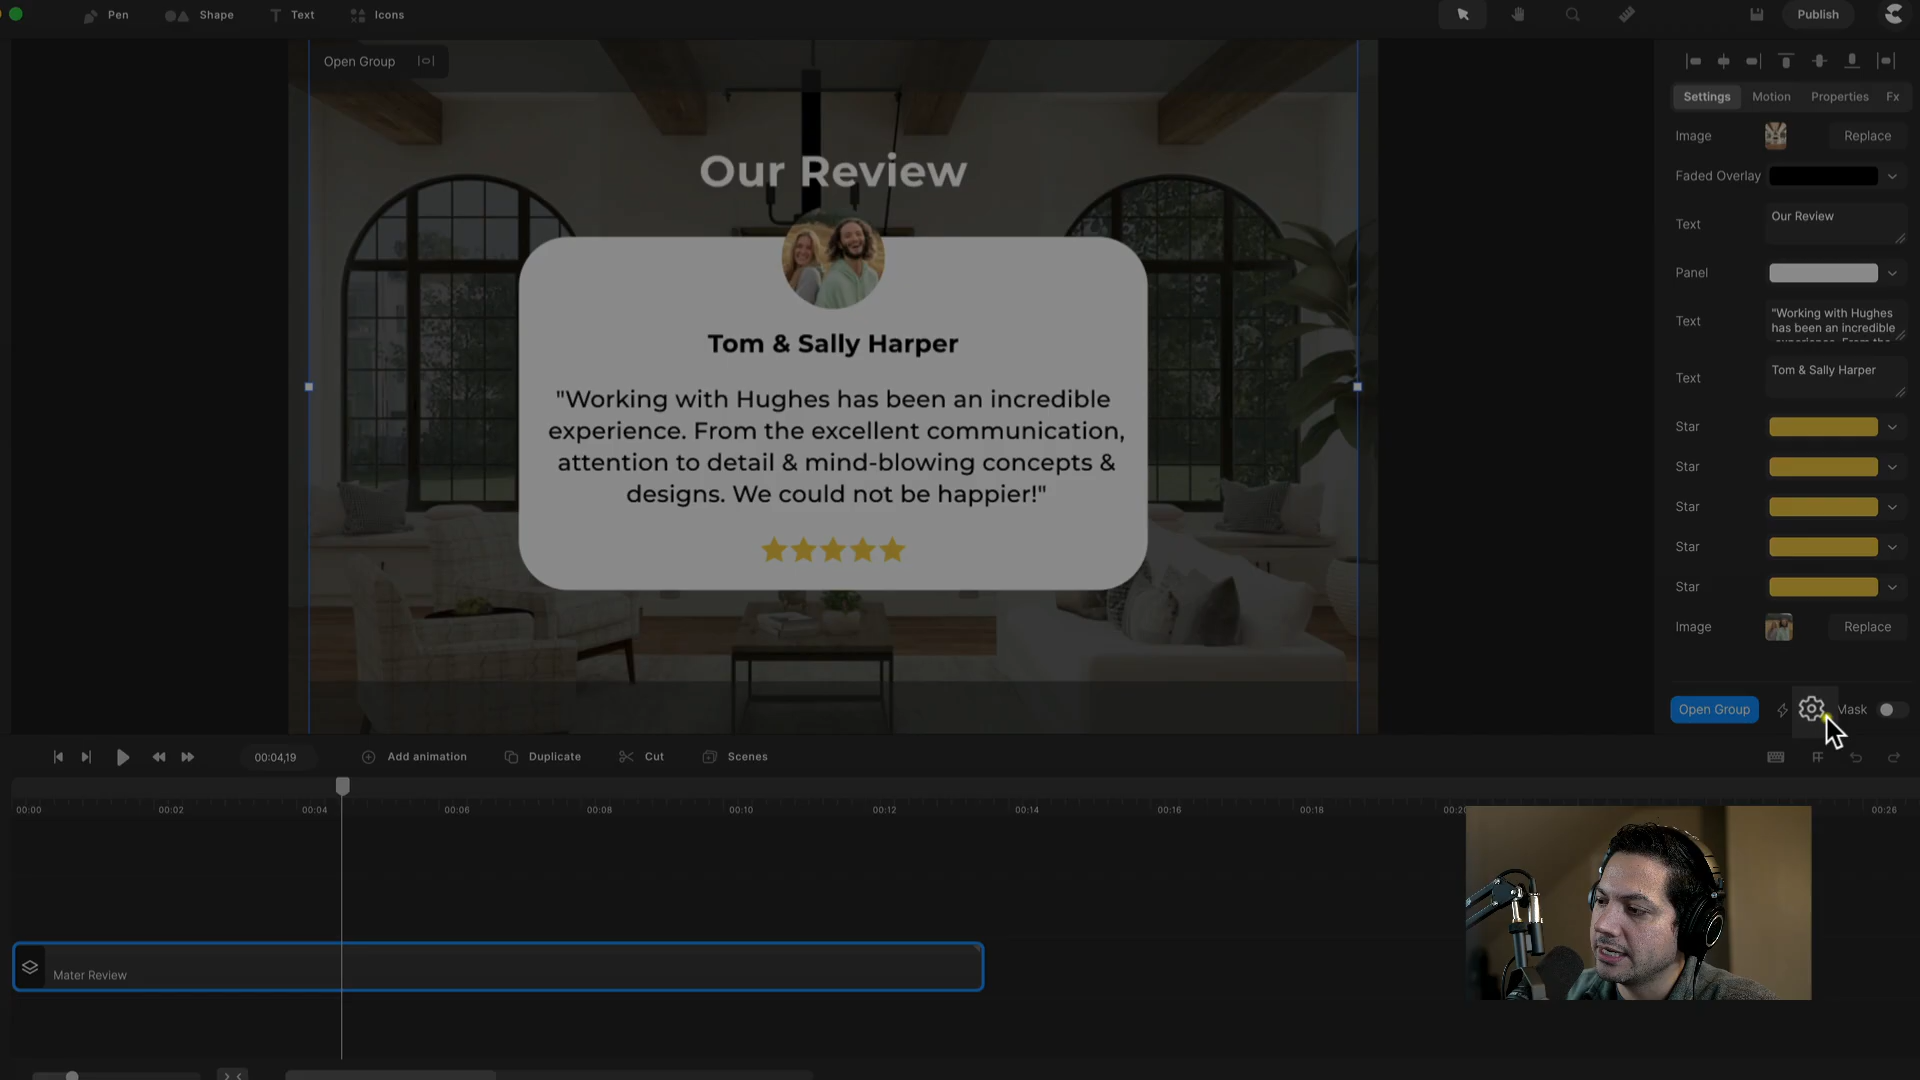 Pen
Shape
Text
Icons
Publish
Open Group
Settings
Motion
Properties
Fx
Image
Replace
Faded Overlay
Text
Our Review
Panel
Text
"Working with Hughes
has been an incredible
Text
Tom & Sally Harper
Star
Star
Star
Star
Star
Image
Replace
Open Group
Mask
Our Review
Tom & Sally Harper
"Working with Hughes has been an incredible
experience. From the excellent communication,
attention to detail & mind-blowing concepts &
designs. We could not be happier!"
00:04,19
Add animation
Duplicate
Cut
Scenes
00:00
00:02
00:04
00:06
00:08
00:10
00:12
00:14
00:16
00:18
00:26
Mater Review